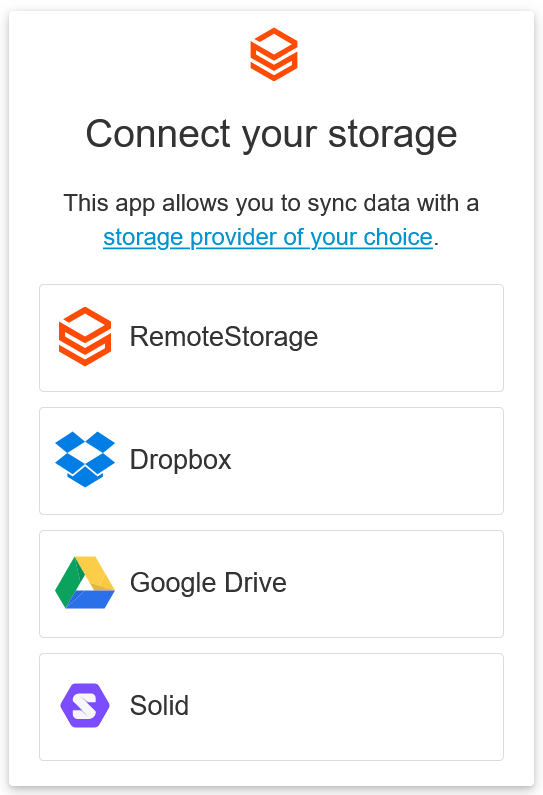 Connect your storage
This app allows you to sync data with a
storage provider of your choice.
RemoteStorage
Dropbox
Google Drive
Solid